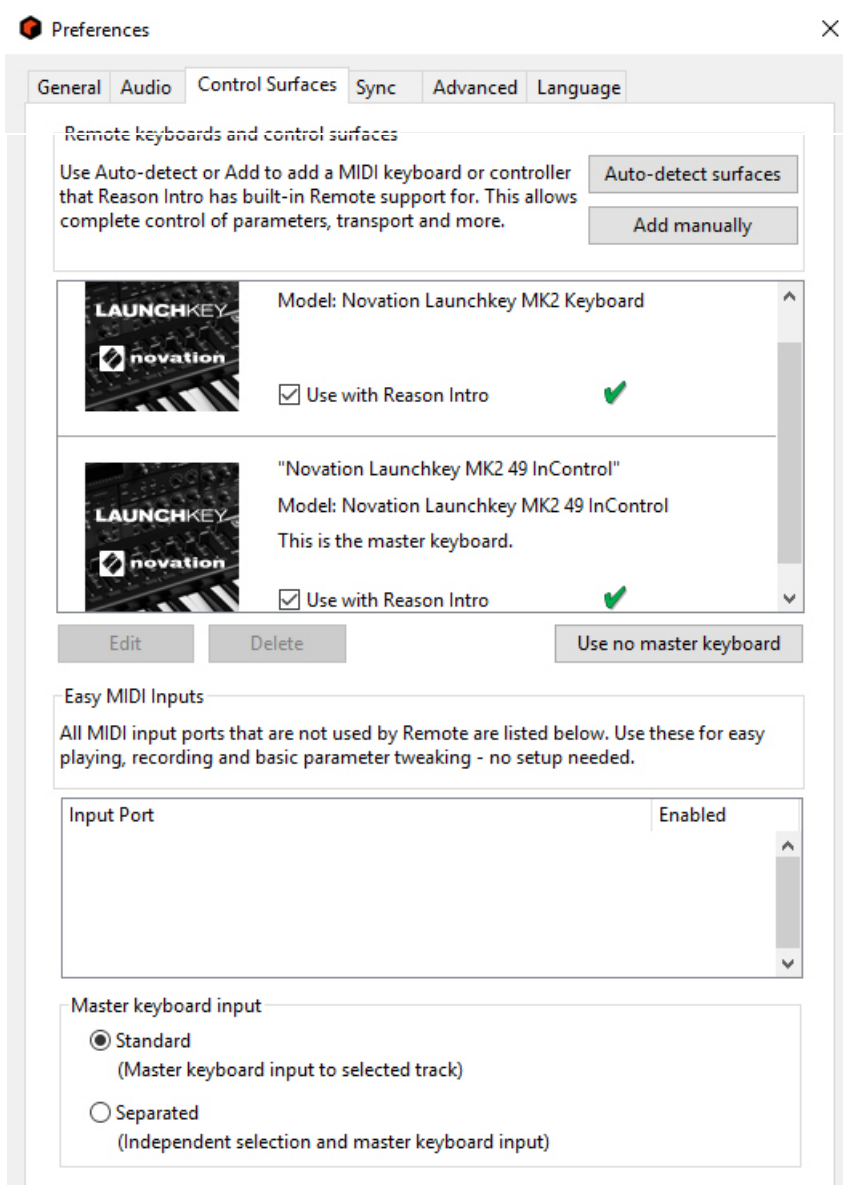 Preferences
General Audio Control Surfaces Sync Advanced Language
Remote keyboards and control surfaces
Use Auto-detect or Add to add a MIDI keyboard or controller
that Reason Intro has built-in Remote support for. This allows
complete control of parameters, transport and more.
Auto-detect surfaces
Add manually
LAUNCHKEY
novation
Model: Novation Launchkey MK2 Keyboard
Use with Reason Intro
LAUNCHKEY
novation
"Novation Launchkey MK2 49 InControl"
Model: Novation Launchkey MK2 49 InControl
This is the master keyboard.
Use with Reason Intro
Edit Delete Use no master keyboard
Easy MIDI Inputs
All MIDI input ports that are not used by Remote are listed below. Use these for easy
playing, recording and basic parameter tweaking - no setup needed.
Input Port Enabled
Master keyboard input
Standard
(Master keyboard input to selected track)
Separated
(Independent selection and master keyboard input)